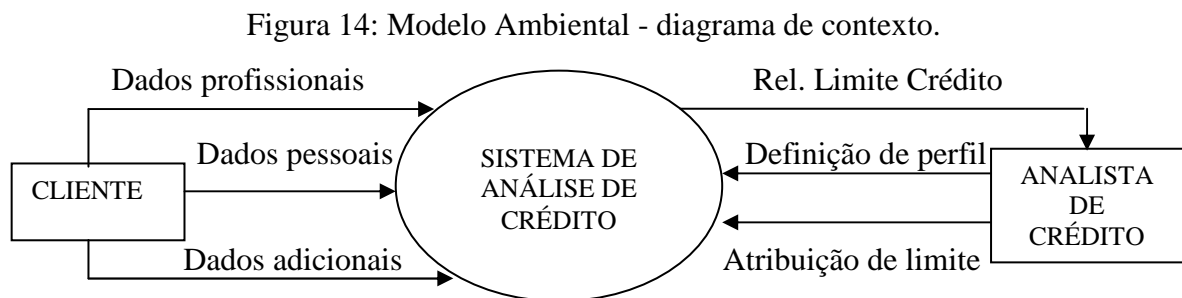 Figura 14: Modelo Ambiental - diagrama de contexto.
Dados profissionais
Rel. Limite Crédito
Dados pessoais
Definição de perfil
CLIENTE
SISTEMA DE
ANÁLISE DE
CRÉDITO
ANALISTA
DE
CRÉDITO
Dados adicionais
Atribuição de limite